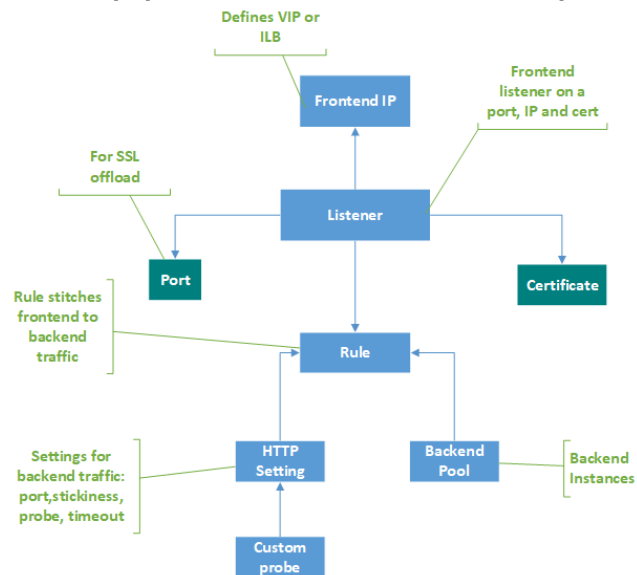 Defines VIP or
ILB
Frontend IP
Frontend
listener on a
port, IP and cert
For SSL
offload
Listener
Port
Certificate
Rule stitches
frontend to
backend
traffic
Rule
Settings for
backend traffic:
port,stickiness,
probe, timeout
HTTP
Setting
Backend
Pool
Backend
Instances
Custom
probe